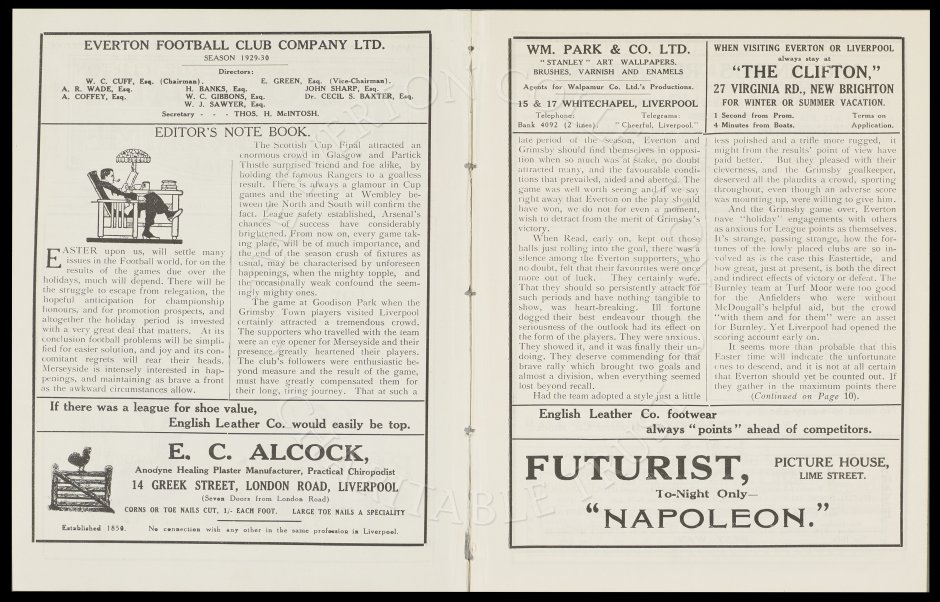 EVERTON FOOTBALL CLUB COMPANY LTD.
SEASON 1929-30
Directors:
W. C. CUFF, Esq. (Chairman). E. GREEN, Esq. (Vice-Chairman).
A. R. WADE, Esq. H. BANKS, Esq. JOHN SHARP, Esq.
A. COFFEY, Esq. W. C. GIBBONS, Esq. Dr. CECIL S. BAXTER, Esq.
W. J. SAWYER, Esq.
Secretary - - - THOS. H. McINTOSH.
EDITOR'S NOTE BOOK.
EASTER upon us, will settle many
issues in the Football world, for on the
results of the games due over the
holidays, much will depend. There will be
the struggle to escape from relegation, the
hopeful anticipation for championship
honours, and for promotion prospects, and
altogether the holiday period is invested
with a very great deal that matters. At its
conclusion football problems will be simpli-
fied for easier solution, and joy and its con-
comitant regrets will rear their heads.
Merseyside is intensely interested in hap-
penings, and maintaining as brave a front
as the awkward circumstances allow.
The Scottish Cup Final attracted an
enormous crowd in Glasgow and Partick
Thistle surprised friend and foe alike, by
holding the famous Rangers to a goalless
result. There is always a glamour in Cup
games and the meeting at Wembley be-
tween the North and South will confirm the
fact. League safety established, Arsenal's
chances of success have considerably
brightened. From now on, every game tak-
ing place, will be of much importance, and
the end of the season crush of fixtures as
usual, may be characterised by unforeseen
happenings, when the mighty topple, and
the occasionally weak confound the seem-
ingly mighty ones.
The game at Goodison Park when the
Grimsby Town players visited Liverpool
certainly attracted a tremendous crowd.
The supporters who travelled with the team
were an eye opener for Merseyside and their
presence greatly heartened their players.
The club's followers were enthusiastic be-
yond measure and the result of the game,
must have greatly compensated them for
their long, tiring journey. That at such a
If there was a league for shoe value,
English Leather Co. would easily be top.
E. C. ALCOCK,
Anodyne Healing Plaster Manufacturer, Practical Chiropodist
14 GREEK STREET, LONDON ROAD, LIVERPOOL
(Seven Doors from London Road)
CORNS OR TOE NAILS CUT, 1/- EACH FOOT. LARGE TOE NAILS A SPECIALITY
Established 1850. No connection with any other in the same profession in Liverpool.
WM. PARK & CO. LTD.
"STANLEY" ART WALLPAPERS.
BRUSHES, VARNISH AND ENAMELS
Agents for Walpamur Co. Ltd.'s Productions.
15 & 17 WHITECHAPEL, LIVERPOOL
Telephone: Telegrams:
Bank 4092 (2 lines). "Cheerful, Liverpool."
WHEN VISITING EVERTON OR LIVERPOOL
always stay at
"THE CLIFTON,"
27 VIRGINIA RD., NEW BRIGHTON
FOR WINTER OR SUMMER VACATION.
1 Second from Prom. Terms on
4 Minutes from Boats. Application.
late period of the season, Everton and
Grimsby should find themselves in opposit-
ion when so much was at stake, no doubt
attracted many, and the favourable condi-
tions that prevailed, aided and abetted. The
game was well worth seeing and if we say
right away that Everton on the play should
have won, we do not for even a moment,
wish to detract from the merit of Grimsby's
victory.
When Read, early on, kept out those
balls just rolling into the goal, there was a
silence among the Everton supporters, who
no doubt, felt that their favourites were once
more out of luck. They certainly were.
That they should so persistently attack for
such periods and have nothing tangible to
show, was heart-breaking. Ill fortune
dogged their best endeavour though the
seriousness of the outlook had its effect on
the form of the players. They were anxious.
They showed it, and it was finally their un-
doing. They deserve commending for that
brave rally which brought two goals and
almost a division, when everything seemed
lost beyond recall.
Had the team adopted a style just a little
less polished and a trifle more rugged, it
might from the results' point of view have
paid better. But they pleased with their
cleverness, and the Grimsby goalkeeper,
deserved all the plaudits a crowd, sporting
throughout, even though an adverse score
was mounting up, were willing to give him.
And the Grimsby game over, Everton
have "holiday" engagements with others
as anxious for League points as themselves.
It's strange, passing strange, how the for-
tunes of the lowly placed clubs are so in-
volved as is the case this Eastertide, and
how great, just at present, is both the direct
and indirect effects of victory or defeat. The
Burnley team at Turf Moor were too good
for the Anfielders who were without
McDougall's helpful aid, but the crowd
"with them and for them" were an asset
for Burnley. Yet Liverpool had opened the
scoring account early on.
It seems more than probable that this
Easter time will indicate the unfortunate
ones to descend, and it is not at all certain
that Everton should yet be counted out. If
they gather in the maximum points there
(Continued on Page 10).
English Leather Co. footwear
always "points" ahead of competitors.
FUTURIST,
PICTURE HOUSE,
LIME STREET.
To-Night Only—
"NAPOLEON."